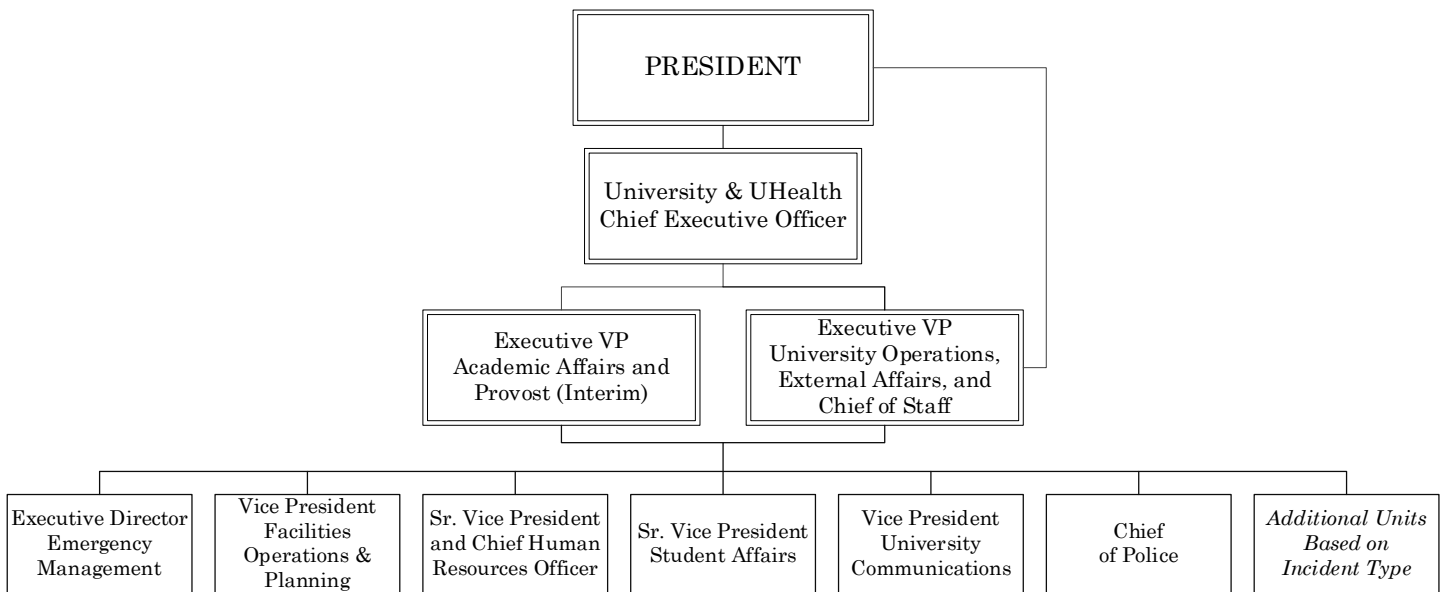 PRESIDENT
University & UHealth
Chief Executive Officer
Executive VP
Academic Affairs and
Provost (Interim)
Executive VP
University Operations,
External Affairs, and
Chief of Staff
Executive Director
Emergency
Management
Vice President
Facilities
Operations &
Planning
Sr. Vice President
and Chief Human
Resources Officer
Sr. Vice President
Student Affairs
Vice President
University
Communications
Chief
of Police
Additional Units
Based on
Incident Type